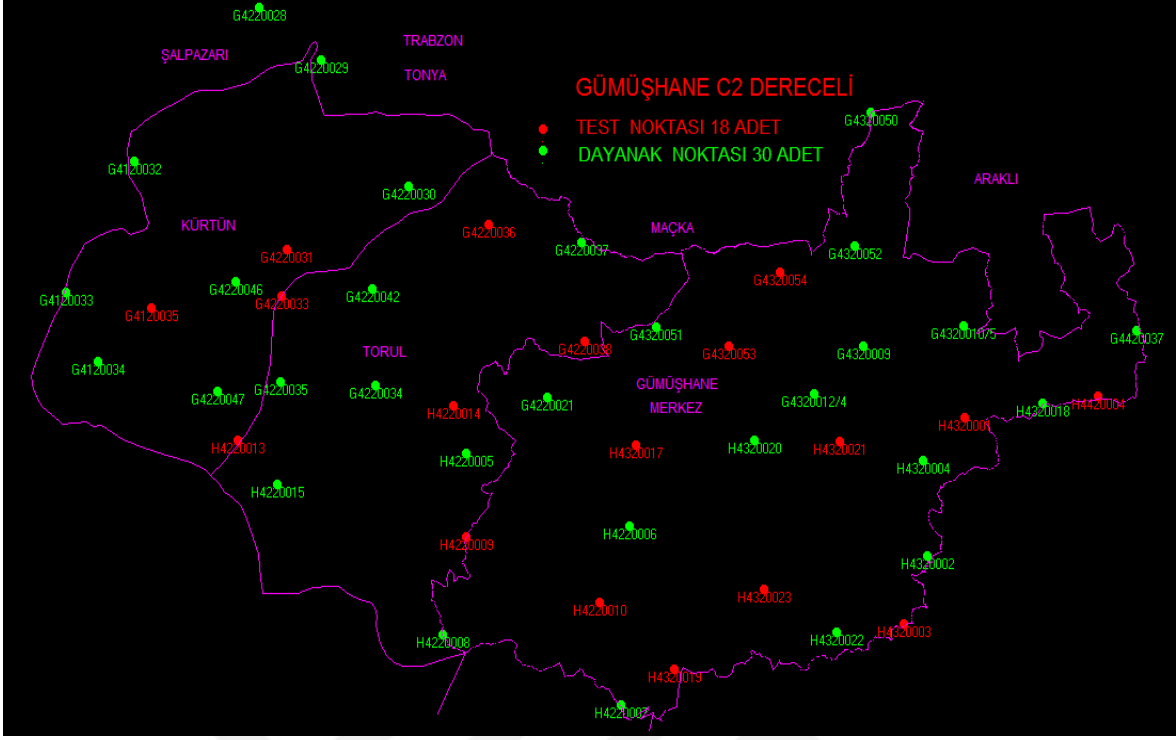 G4220028
ŞALPAZARI
TRABZON
G4220029
TONYA
GÜMÜŞHANE C2 DERECELİ
G4320050
TEST NOKTASI 18 ADET
DAYANAK NOKTASI 30 ADET
G4120032
ARAKLI
G4220030
KÜRTÜN
G4220036
MAÇKA
G4220037
G4320052
G4220031
G4320054
G4220046
G4220042
G4120033
G4220033
G4120035
G4320051
G4320010/5
G4420037
G4220038
G4320053
G4320009
TORUL
G4120034
GÜMÜŞHANE
MERKEZ
G4220047
G4220035
G4220034
G4220021
G4320012/4
H4320018
H4420004
H4220014
H4320001
H4220013
H4320017
H4320020
H4320021
H4220005
H4320004
H4220015
H4220006
H4220009
H4320002
H4220010
H4320023
H4220008
H4320022
H4320003
H4320019
H4220007